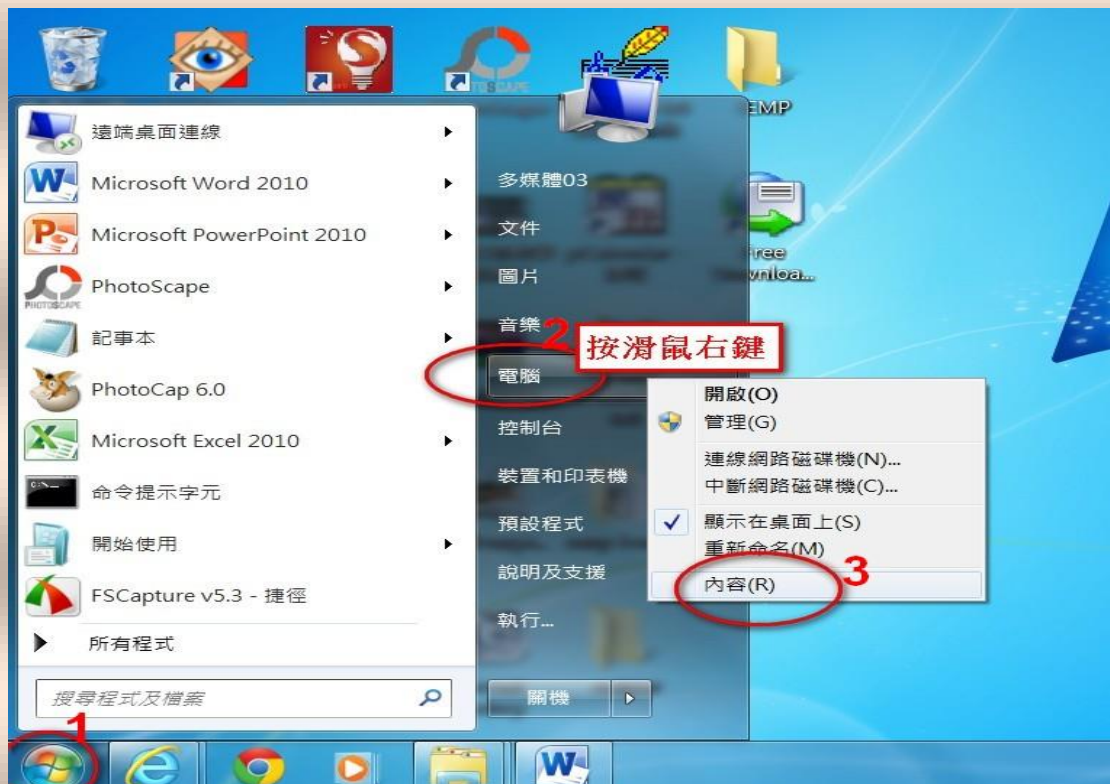 EMP
遠端桌面連線
Microsoft Word 2010
Microsoft PowerPoint 2010
PhotoScape
PHOTOSCAPE
記事本
PhotoCap 6.0
Microsoft Excel 2010
命令提示字元
開始使用
FSCapture v5.3 - 捷徑
所有程式
搜尋程式及檔案
1
多媒體03
文件
圖片
音樂
2
按滑鼠右鍵
電腦
控制台
裝置和印表機
預設程式
說明及支援
執行...
關機
開啟(O)
管理(G)
連線網路磁碟機(N)...
中斷網路磁碟機(C)...
顯示在桌面上(S)
重新命名(M)
內容(R)
3